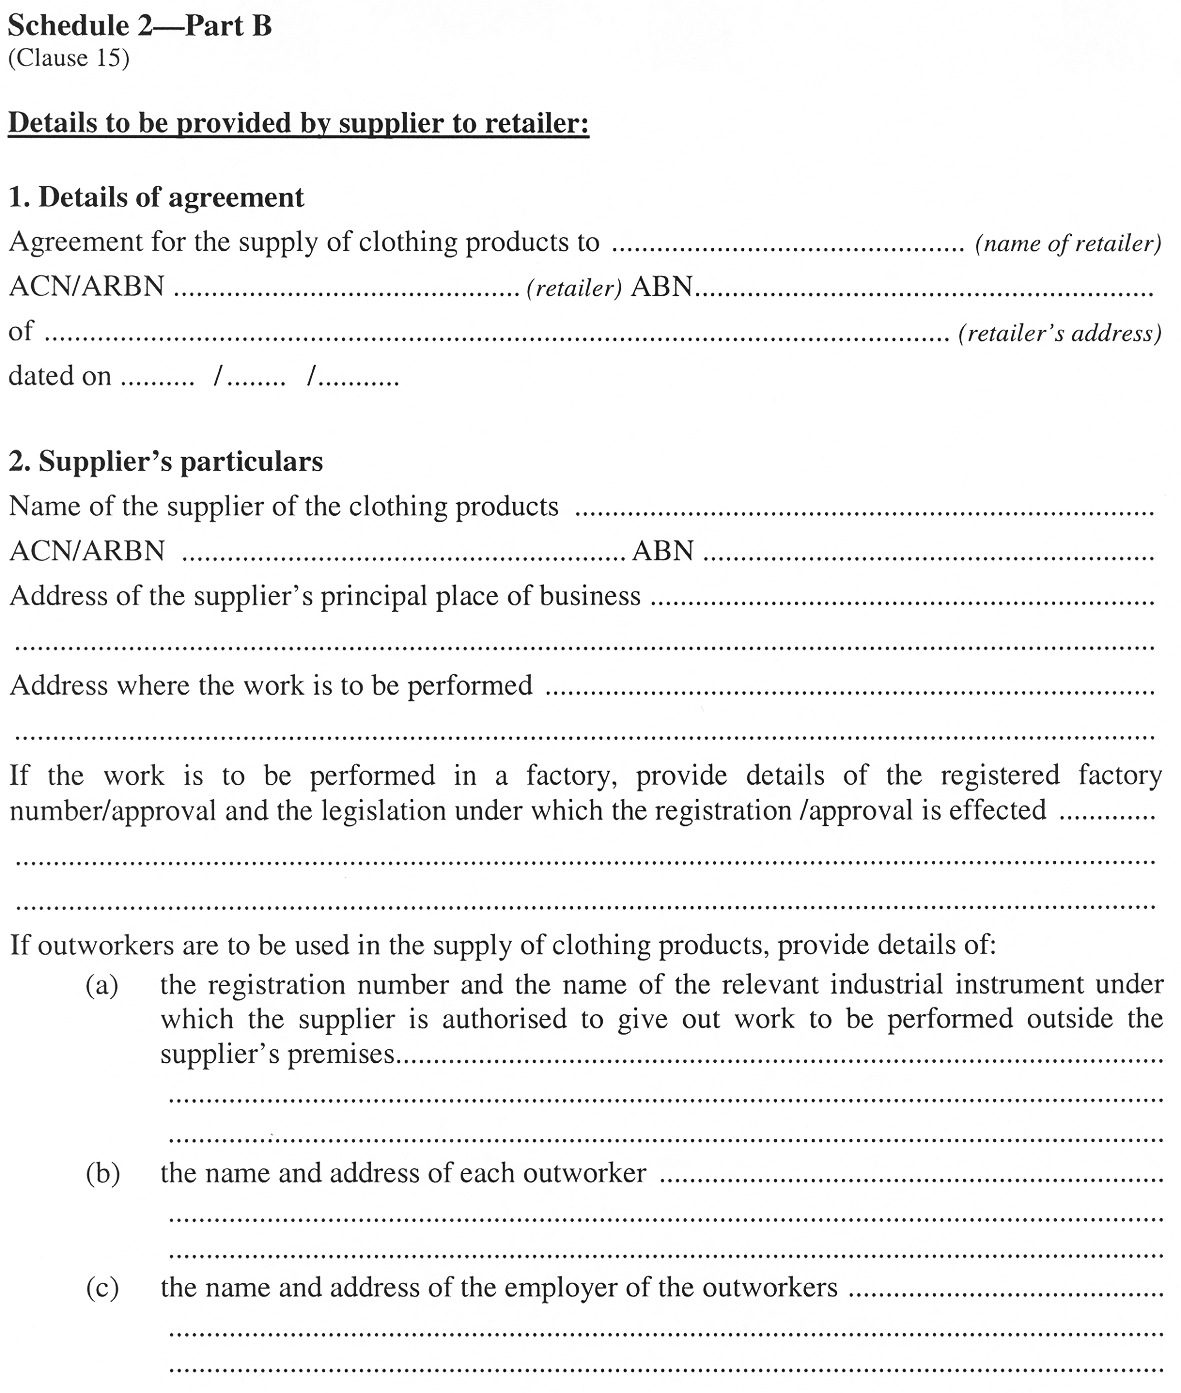 Schedule 2—Part B
(Clause 15)
Details to be provided by supplier to retailer:
1. Details of agreement
Agreement for the supply of clothing products to ............................................... (name of retailer)
ACN/ARBN .............................................. (retailer) ABN.............................................................
of ........................................................................................................................ (retailer's address)
dated on .......... /........ /...........
2. Supplier's particulars
Name of the supplier of the clothing products .............................................................................
ACN/ARBN ........................................................... ABN ............................................................
Address of the supplier's principal place of business ...................................................................
........................................................................................................................................................
Address where the work is to be performed .................................................................................
........................................................................................................................................................
If the work is to be performed in a factory, provide details of the registered factory
number/approval and the legislation under which the registration /approval is effected .............
........................................................................................................................................................
........................................................................................................................................................
If outworkers are to be used in the supply of clothing products, provide details of:
(a) the registration number and the name of the relevant industrial instrument under
which the supplier is authorised to give out work to be performed outside the
supplier's premises......................................................................................................
....................................................................................................................................
....................................................................................................................................
(b) the name and address of each outworker ...................................................................
....................................................................................................................................
....................................................................................................................................
(c) the name and address of the employer of the outworkers ..........................................
....................................................................................................................................
....................................................................................................................................